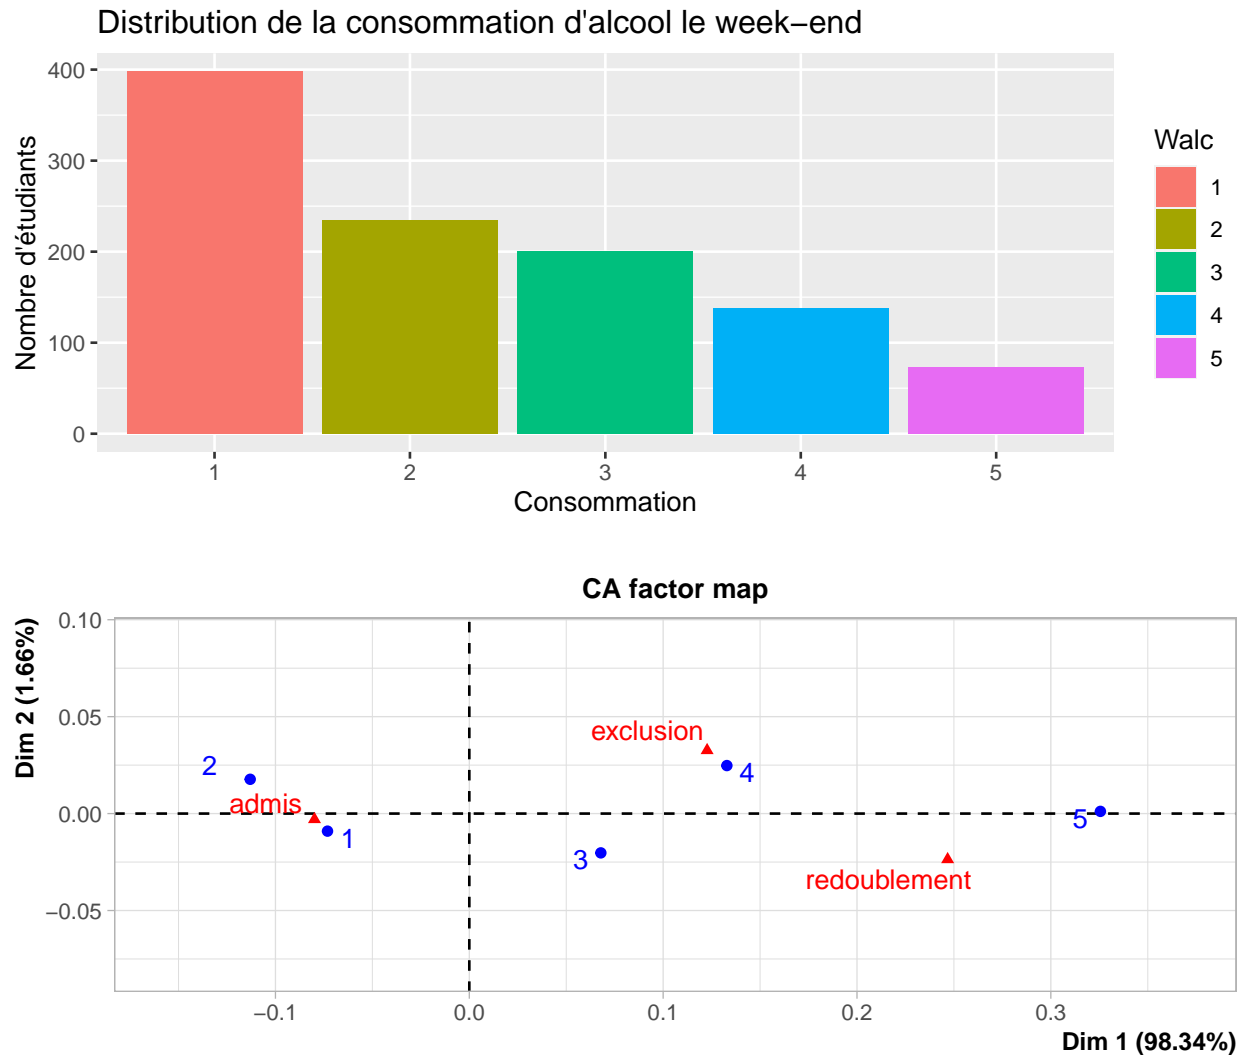 Distribution de la consommation d'alcool le week−end
400
300
200
100
0
Nombre d'étudiants
1
2
3
4
5
Consommation
Walc
1
2
3
4
5
CA factor map
0.10
0.05
0.00
−0.05
Dim 2 (1.66%)
exclusion
4
2
admis
1
5
3
redoublement
−0.1
0.0
0.1
0.2
0.3
Dim 1 (98.34%)